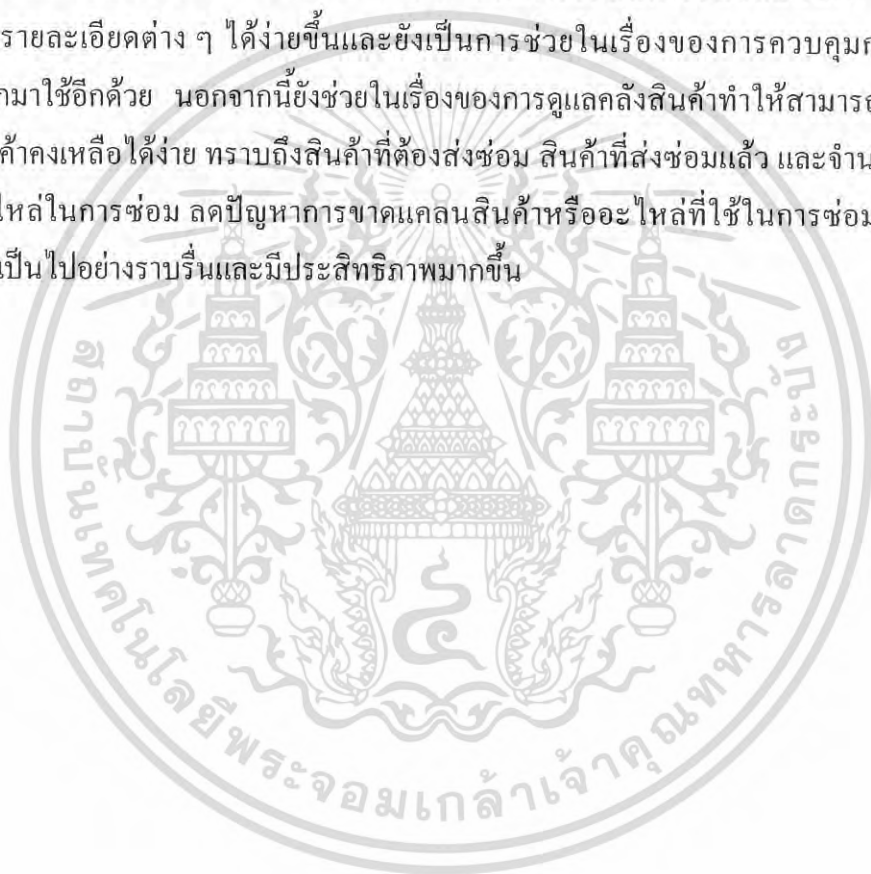 รายละเอียดต่าง ๆ ได้ง่ายขึ้นและยังเป็นการช่วยในเรื่องของการควบคุม
มาใช้อีกด้วย นอกจากนี้ยังช่วยในเรื่องของการดูแลคลังสินค้าทำให้สามารถ
ค้าคงเหลือได้ง่าย ทราบถึงสินค้าที่ต้องส่งซ่อม สินค้าที่ส่งซ่อมแล้ว และจำน
ไหล่ในการซ่อม ลดปัญหาการขาดแคลนสินค้าหรืออะไหล่ที่ใช้ในการซ่อม
เป็นไปอย่างราบรื่นและมีประสิทธิภาพมากขึ้น
สถาบันเทคโนโลยีพระจอมเกล้าเจ้าคุณทหารลาดกระบัง